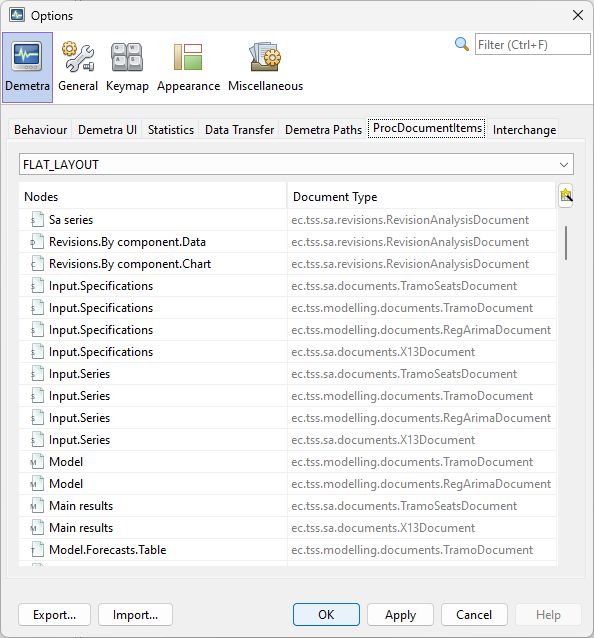 Options
Filter (Ctrl+F)
Demetra General Keymap Appearance Miscellaneous
Behaviour Demetra UI Statistics Data Transfer Demetra Paths ProcDocumentItems Interchange
FLAT_LAYOUT
Nodes Document Type
S Sa series ec.tss.sa.revisions.RevisionAnalysisDocument
D Revisions.By component.Data ec.tss.sa.revisions.RevisionAnalysisDocument
C Revisions.By component.Chart ec.tss.sa.revisions.RevisionAnalysisDocument
S Input.Specifications ec.tss.sa.documents.TramoSeatsDocument
S Input.Specifications ec.tss.modelling.documents.TramoDocument
S Input.Specifications ec.tss.modelling.documents.RegArimaDocument
S Input.Specifications ec.tss.sa.documents.X13Document
S Input.Series ec.tss.sa.documents.TramoSeatsDocument
S Input.Series ec.tss.modelling.documents.TramoDocument
S Input.Series ec.tss.modelling.documents.RegArimaDocument
S Input.Series ec.tss.sa.documents.X13Document
M Model ec.tss.modelling.documents.TramoDocument
M Model ec.tss.modelling.documents.RegArimaDocument
M Main results ec.tss.sa.documents.TramoSeatsDocument
M Main results ec.tss.sa.documents.X13Document
T Model.Forecasts.Table ec.tss.modelling.documents.TramoDocument
Export... Import... OK Apply Cancel Help